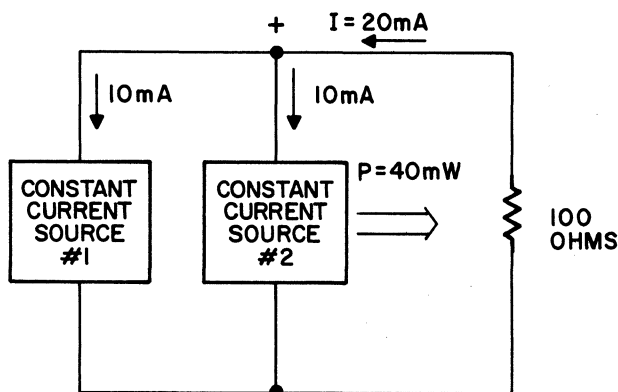 + I = 20mA
10mA
10mA
P=40mW
CONSTANT
CURRENT
SOURCE
#1
CONSTANT
CURRENT
SOURCE
#2
100
OHMS